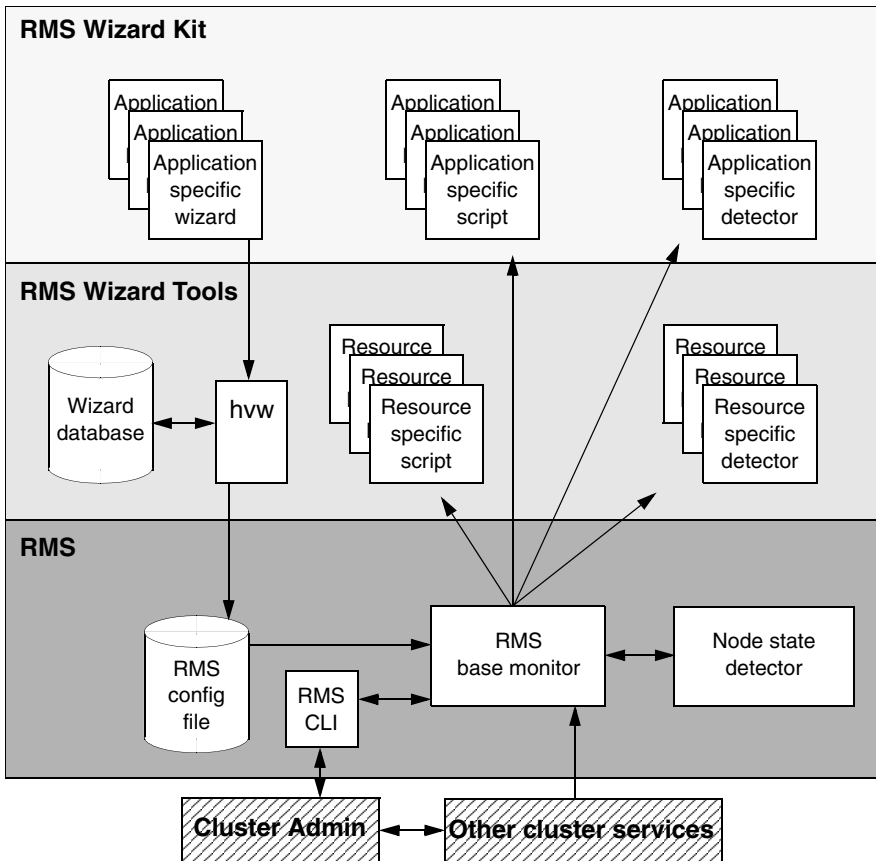 RMS Wizard Kit
Application
Application
Application
specific
wizard
Application
Application
Application
specific
script
Application
Application
Application
specific
detector
RMS Wizard Tools
Wizard
database
hvw
Resource
Resource
Resource
specific
script
Resource
Resource
Resource
specific
detector
RMS
RMS
config
file
RMS
CLI
RMS
base monitor
Node state
detector
Cluster Admin
Other cluster services